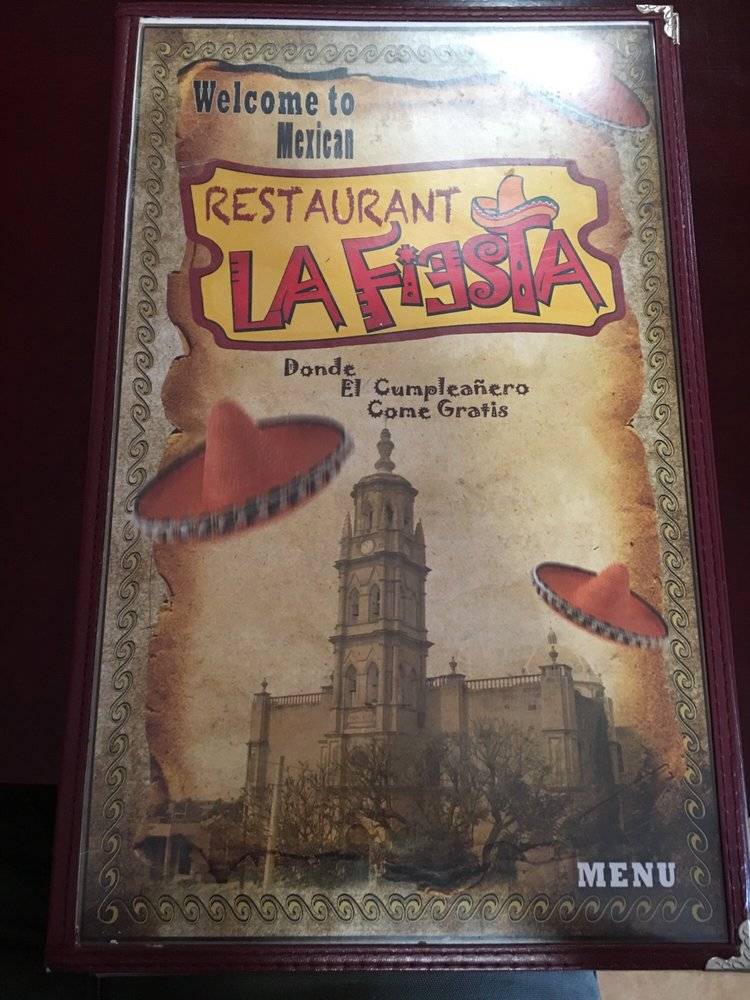 Welcome to
Mexican
RESTAURANT
LA FiESTA
Donde
El Cumpleañero
Come Gratis
MENU